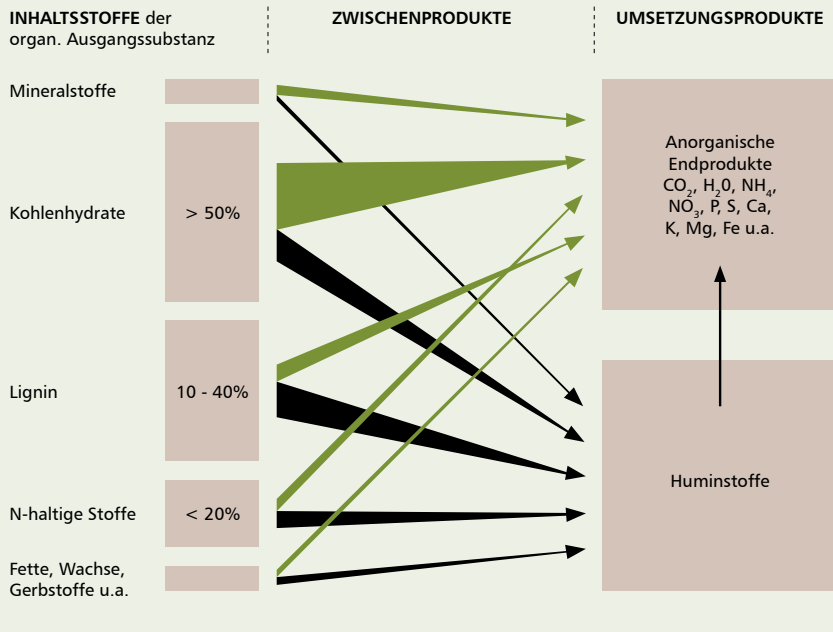 INHALTSSTOFFE der
organ. Ausgangssubstanz
ZWISCHENPRODUKTE
UMSETZUNGSPRODUKTE
Mineralstoffe
Kohlenhydrate
> 50%
Lignin
10 - 40%
N-haltige Stoffe
< 20%
Fette, Wachse,
Gerbstoffe u.a.
Anorganische
Endprodukte
CO₂, H₂0, NH₄,
NO₃, P, S, Ca,
K, Mg, Fe u.a.
Huminstoffe